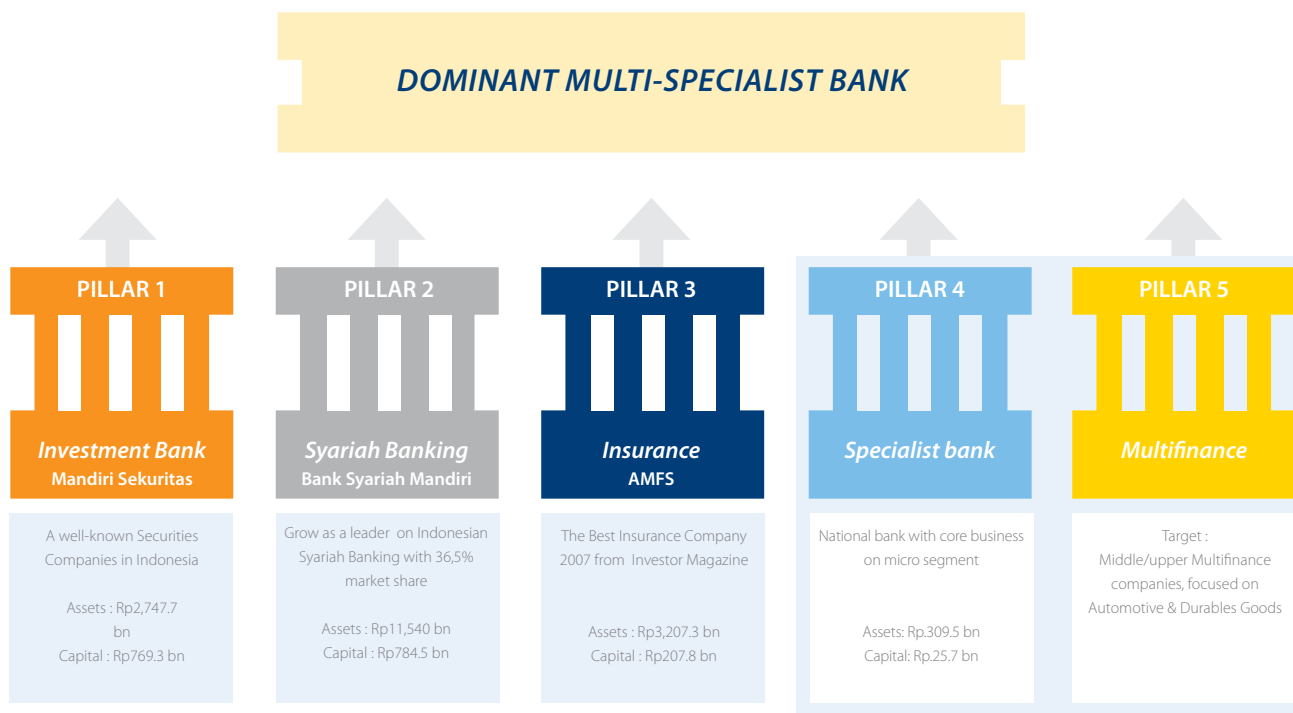 DOMINANT MULTI-SPECIALIST BANK
PILLAR 1
Investment Bank
Mandiri Sekuritas
A well-known Securities
Companies in Indonesia
Assets : Rp2,747.7
bn
Capital : Rp769.3 bn
PILLAR 2
Syariah Banking
Bank Syariah Mandiri
Grow as a leader on Indonesian
Syariah Banking with 36,5%
market share
Assets : Rp11,540 bn
Capital : Rp784.5 bn
PILLAR 3
Insurance
AMFS
The Best Insurance Company
2007 from Investor Magazine
Assets : Rp3,207.3 bn
Capital : Rp207.8 bn
PILLAR 4
Specialist bank
National bank with core business
on micro segment
Assets: Rp.309.5 bn
Capital: Rp.25.7 bn
PILLAR 5
Multifinance
Target :
Middle/upper Multifinance
companies, focused on
Automotive & Durables Goods